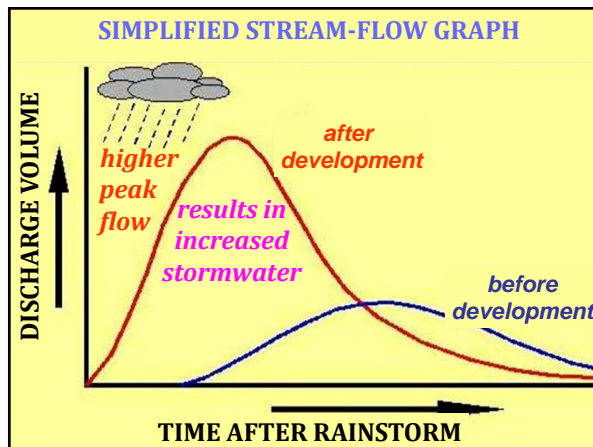 SIMPLIFIED STREAM-FLOW GRAPH
higher
peak
flow
after
development
results in
increased
stormwater
before
development
DISCHARGE VOLUME
TIME AFTER RAINSTORM